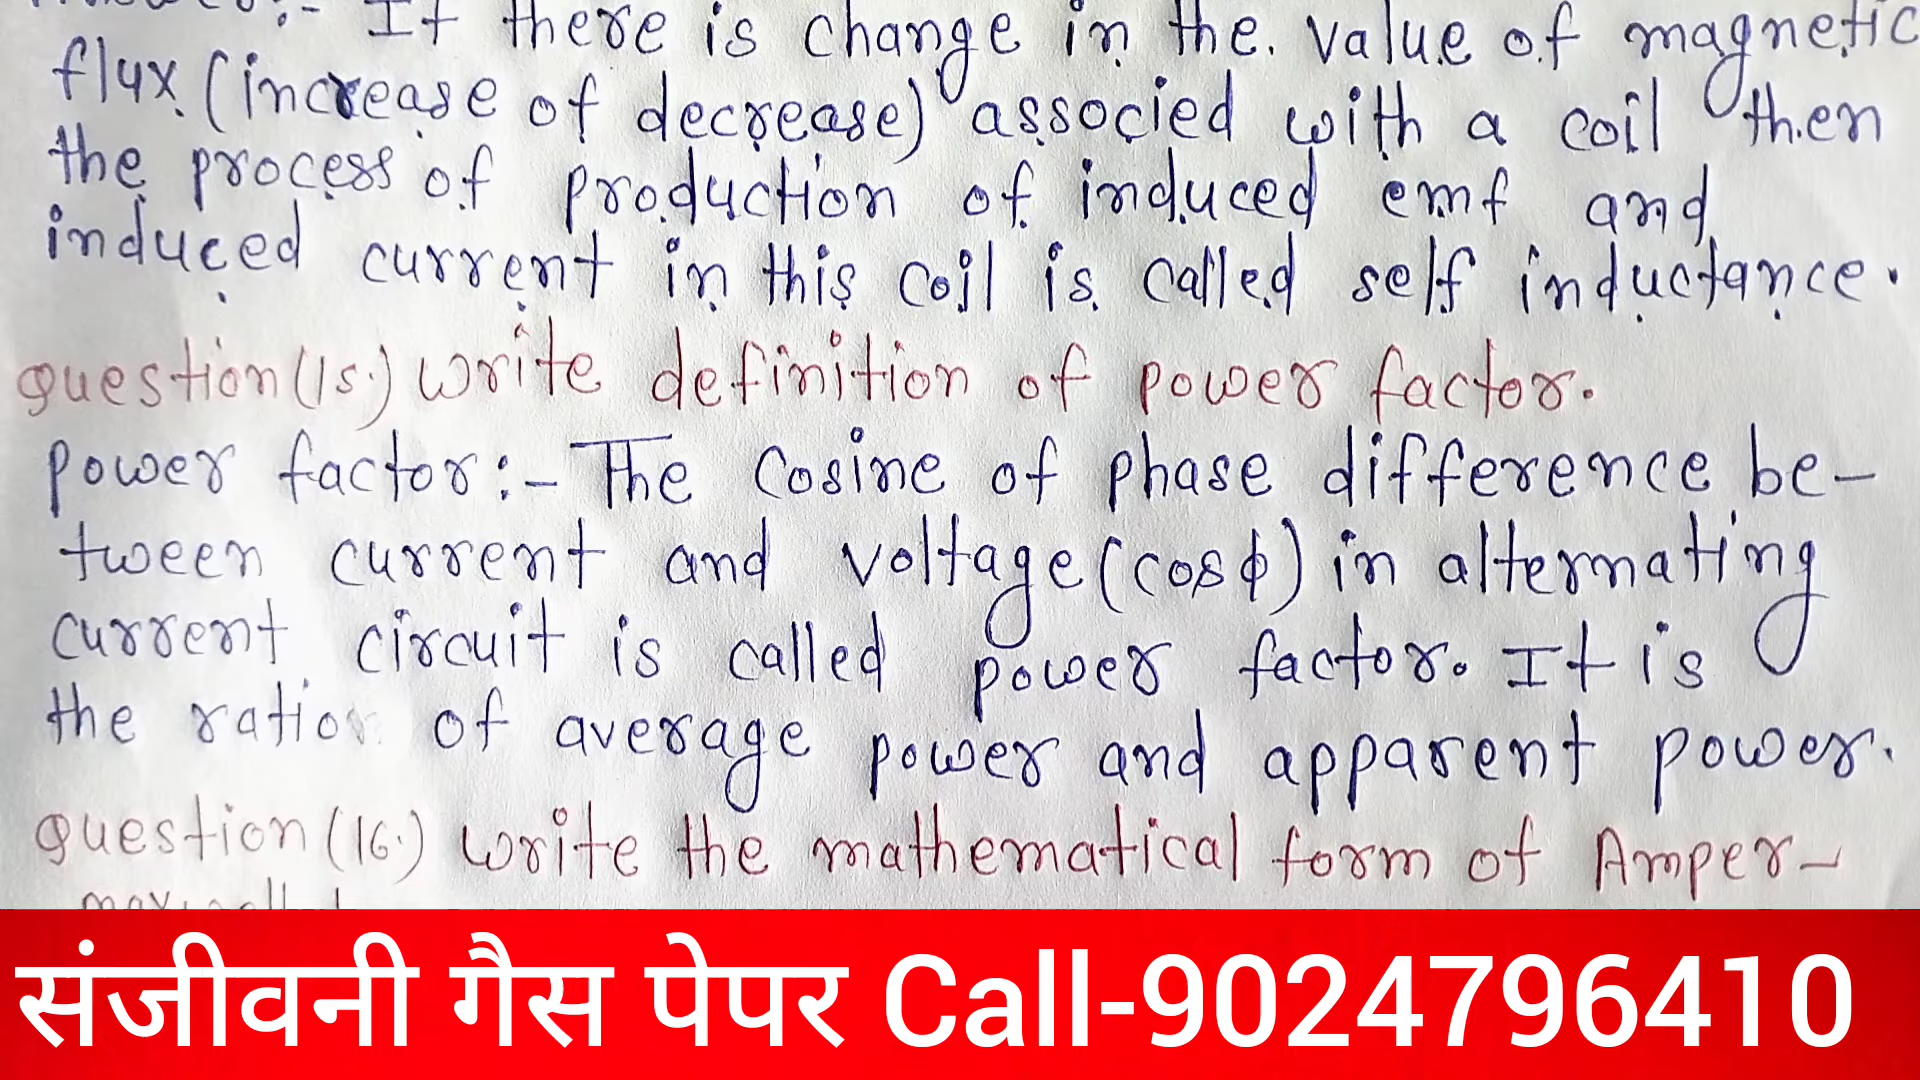 If there is change in the. value of magnetic
flux (increase of decrease) associed with a coil then
the process of production of induced emf and
induced current in this coil is called self inductance.
question (15.) write definition of power factor.
power factor:- The cosine of phase difference be-
tween current and voltage (cosϕ) in alternating
current circuit is called power factor. It is
the ratio of average power and apparent power.
question (16.) write the mathematical form of Amper-
संजीवनी गैस पेपर Call-9024796410